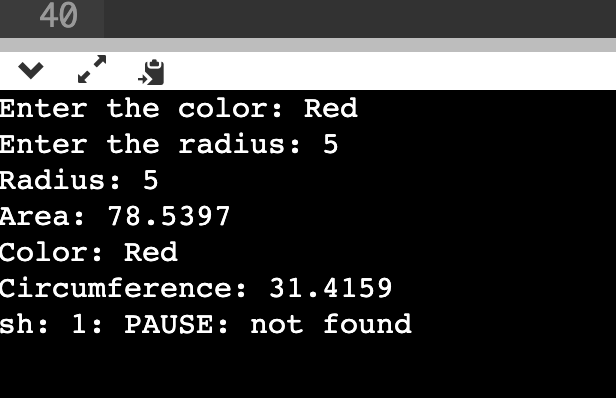 40
Enter the color: Red
Enter the radius: 5
Radius: 5
Area: 78.5397
Color: Red
Circumference: 31.4159
sh: 1: PAUSE: not found